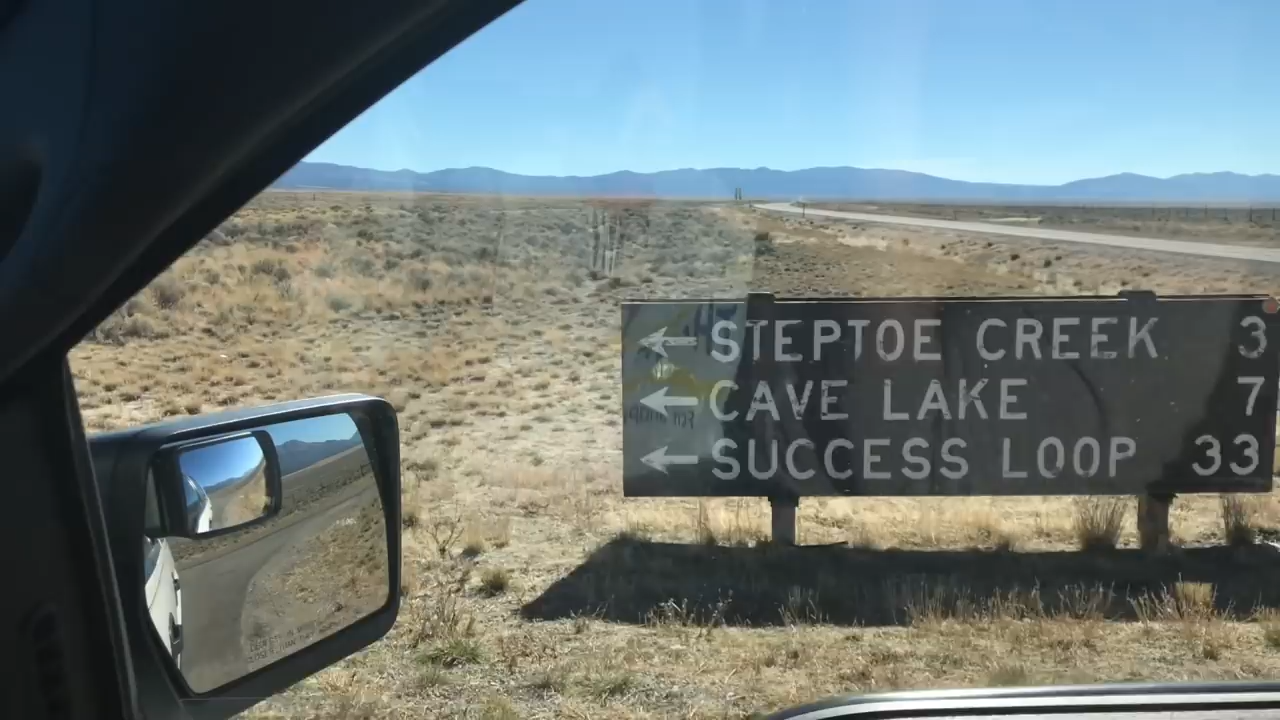 ← STEPTOE CREEK 3
← CAVE LAKE 7
← SUCCESS LOOP 33